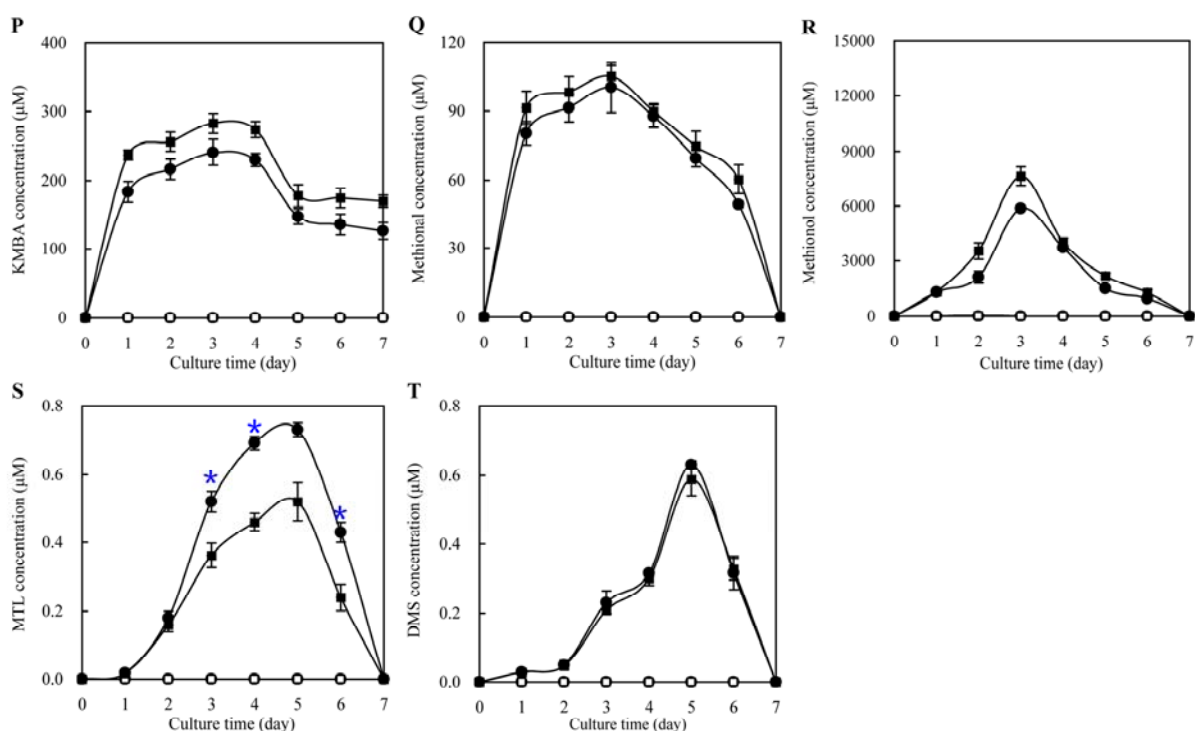 P
400
300
200
100
0
KMBA concentration (µM)
0 1 2 3 4 5 6 7
Culture time (day)
Q
120
90
60
30
0
Methional concentration (µM)
0 1 2 3 4 5 6 7
Culture time (day)
R
15000
12000
9000
6000
3000
0
Methionol concentration (µM)
0 1 2 3 4 5 6 7
Culture time (day)
S
0.8
0.6
0.4
0.2
0.0
MTL concentration (µM)
*
*
*
0 1 2 3 4 5 6 7
Culture time (day)
T
0.8
0.6
0.4
0.2
0.0
DMS concentration (µM)
0 1 2 3 4 5 6 7
Culture time (day)